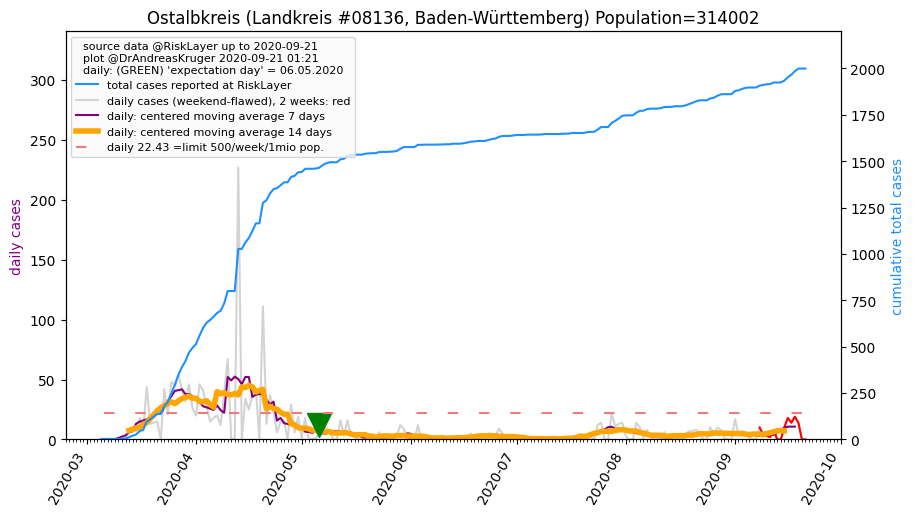 Ostalbkreis (Landkreis #08136, Baden-Württemberg) Population=314002
source data @RiskLayer up to 2020-09-21
plot @DrAndreasKruger 2020-09-21 01:21
daily: (GREEN) 'expectation day' = 06.05.2020
total cases reported at RiskLayer
daily cases (weekend-flawed), 2 weeks: red
daily: centered moving average 7 days
daily: centered moving average 14 days
daily 22.43 =limit 500/week/1mio pop.
daily cases
300
250
200
150
100
50
0
cumulative total cases
2000
1750
1500
1250
1000
750
500
250
0
2020-03
2020-04
2020-05
2020-06
2020-07
2020-08
2020-09
2020-10